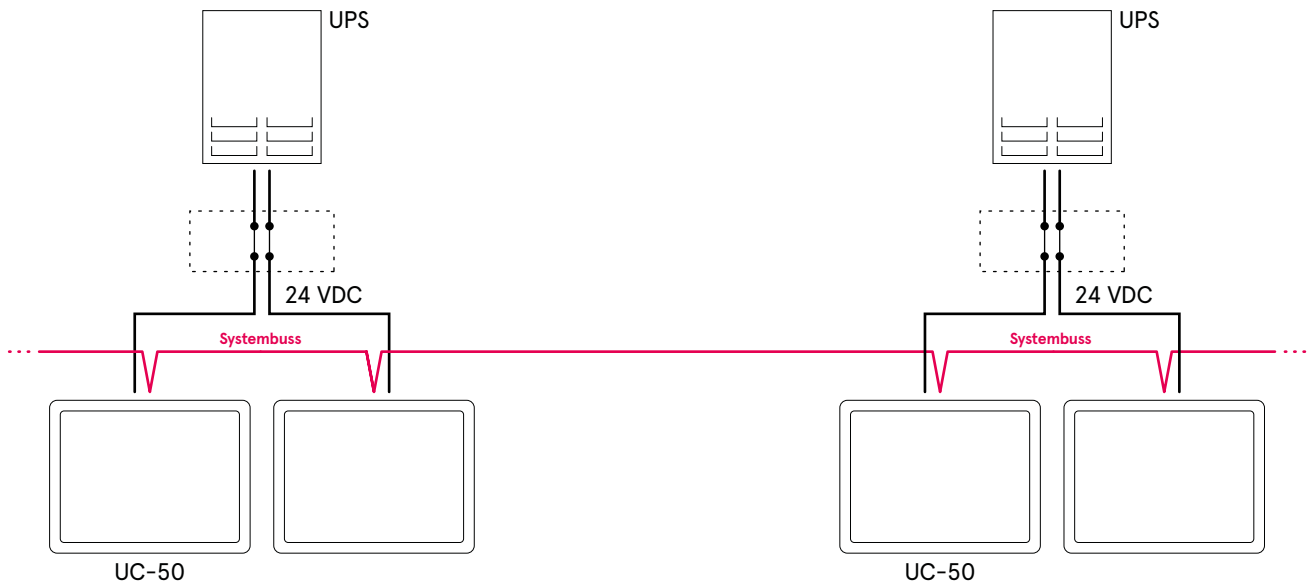 UPS
UPS
24 VDC
24 VDC
Systembuss
Systembuss
UC-50
UC-50